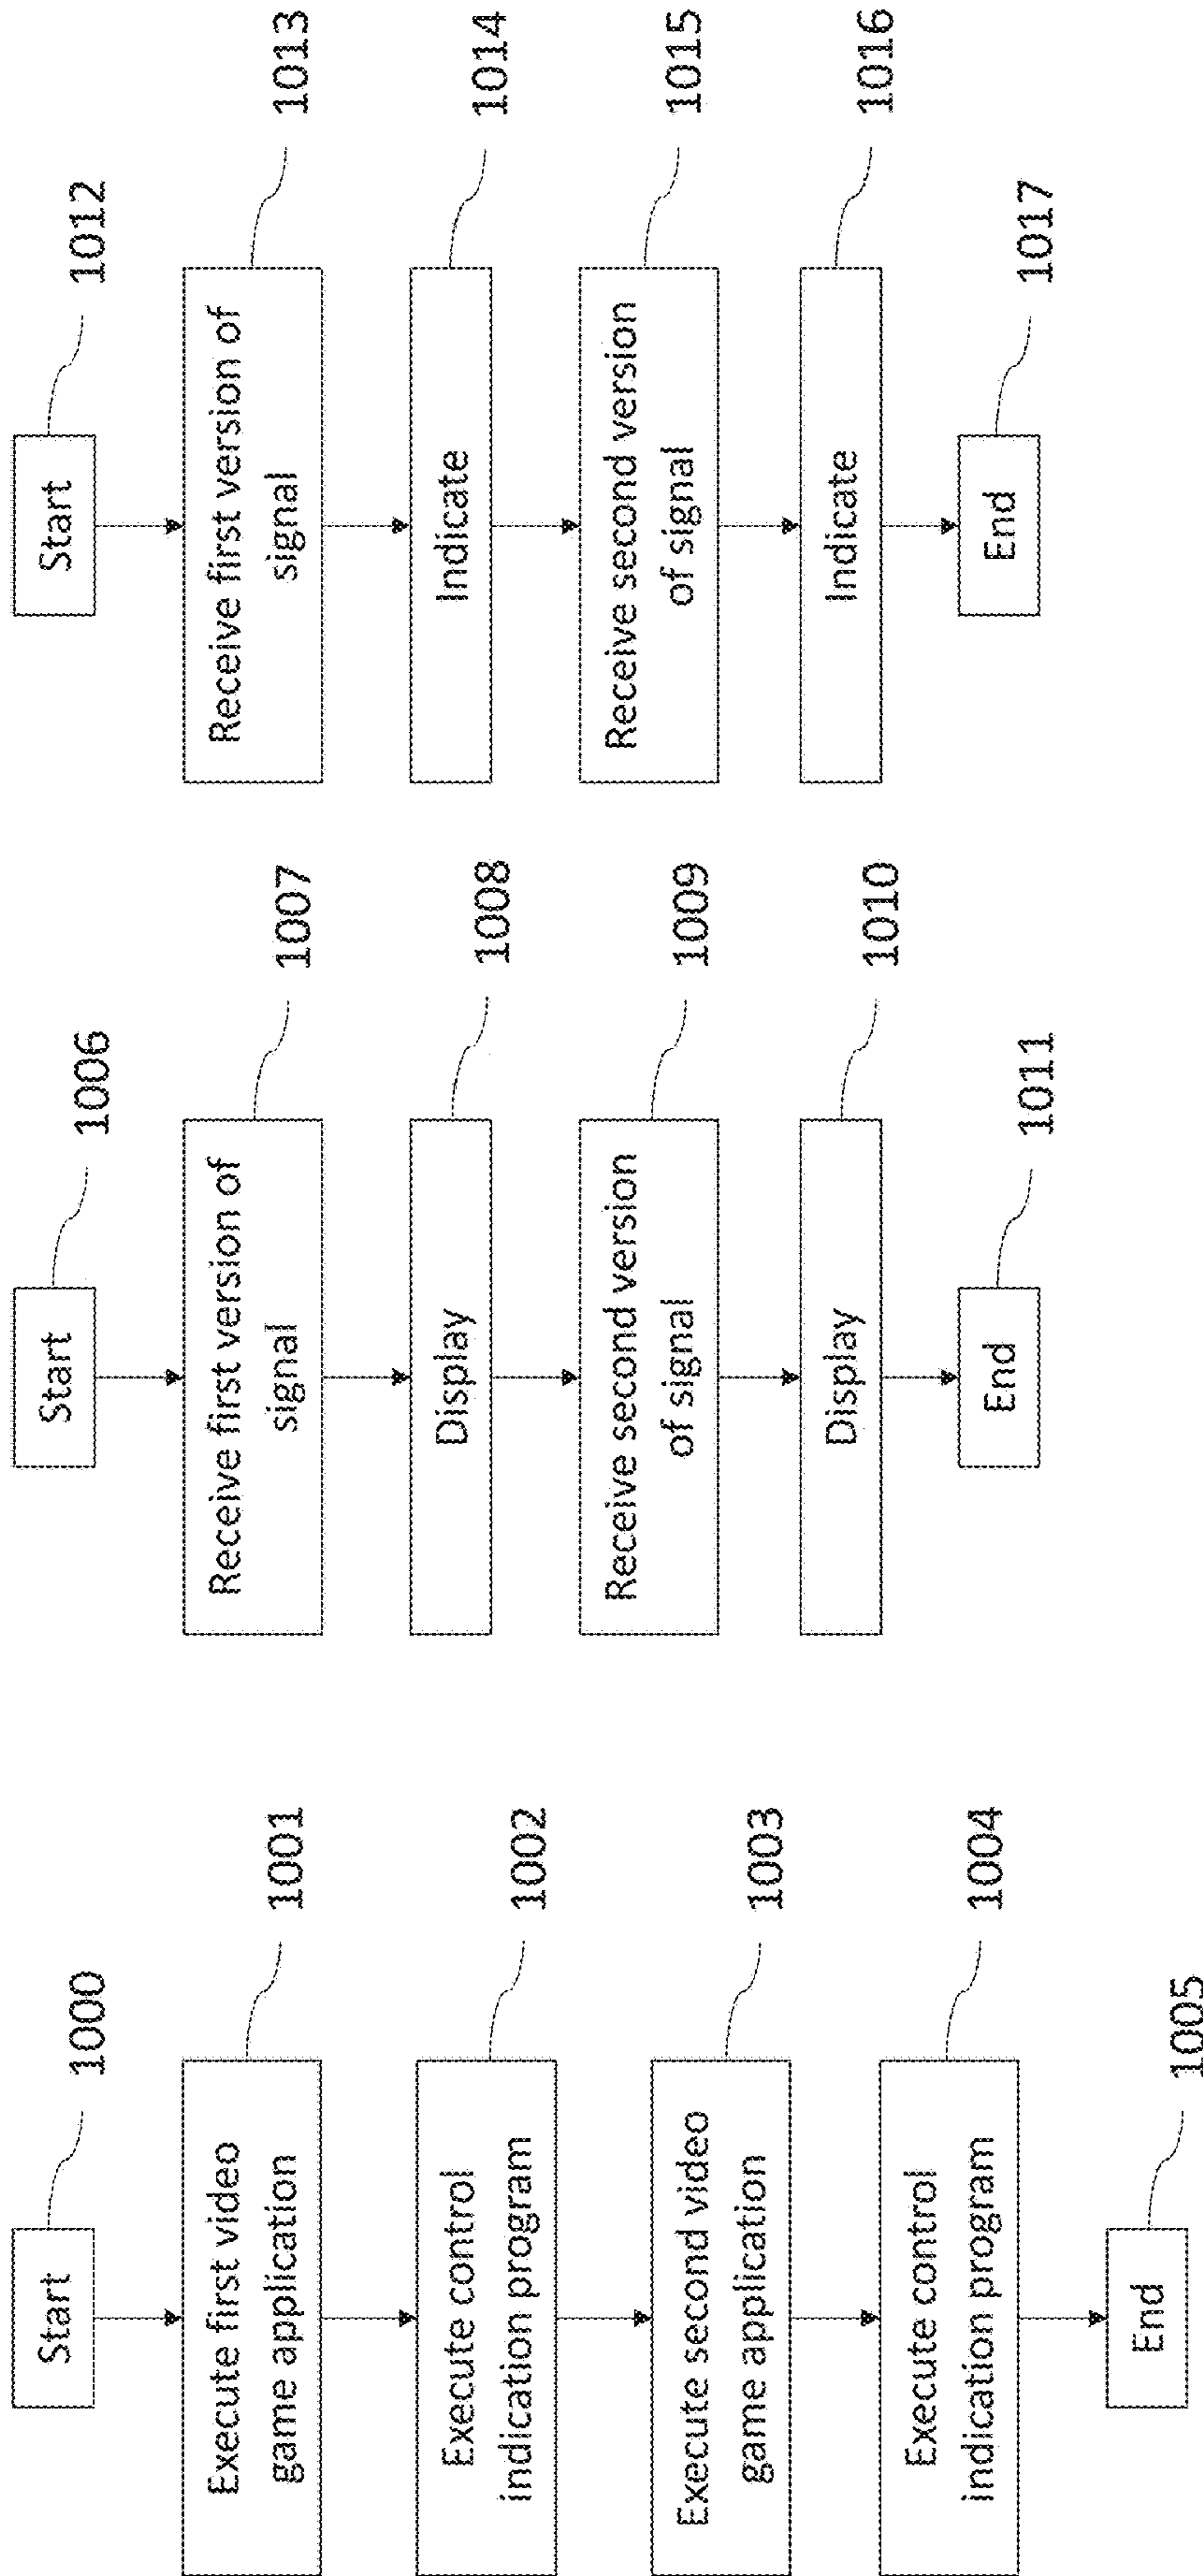 Start
1000
Execute first video
game application
1001
Execute control
indication program
1002
Execute second video
game application
1003
Execute control
indication program
1004
End
1005
Start
1006
Receive first version of
signal
1007
Display
1008
Receive second version
of signal
1009
Display
1010
End
1011
Start
1012
Receive first version of
signal
1013
Indicate
1014
Receive second version
of signal
1015
Indicate
1016
End
1017